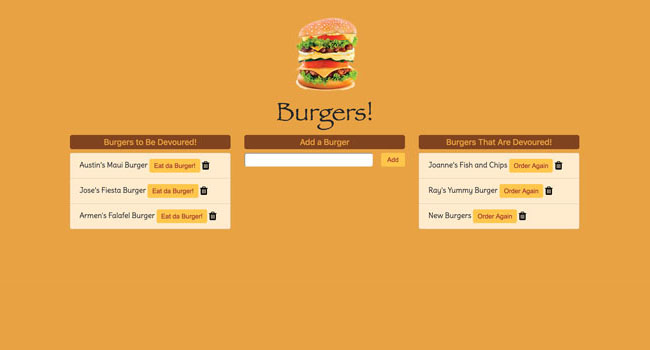 Burgers!
Burgers to Be Devoured!
Austin's Maui Burger Eat da Burger!
Jose's Fiesta Burger Eat da Burger!
Armen's Falafel Burger Eat da Burger!
Add a Burger
Add
Burgers That Are Devoured!
Joanne's Fish and Chips Order Again
Ray's Yummy Burger Order Again
New Burgers Order Again